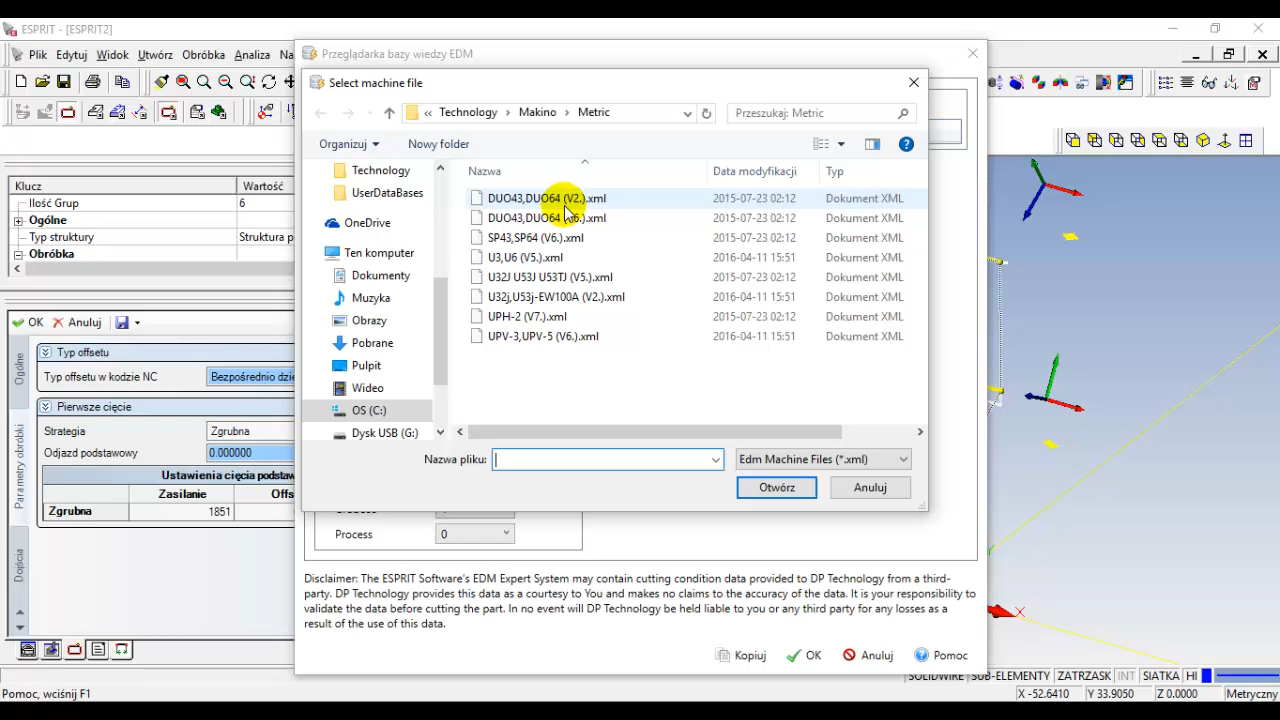 ESPRIT - [ESPRIT2]
Plik Edytuj Widok Utwórz Obróbka Analiza
Klucz Wartość
Ilość Grup 6
Ogólne
Typ struktury Struktura
Obróbka
OK Anuluj
Ogólne
Parametry obróbki
Dojścia
Typ offsetu
Typ offsetu w kodzie NC Bezpośrednio
Pierwsze cięcie
Strategia Zgrubna
Odjazd podstawowy 0.000000
Ustawienia cięcia
Zasilanie
Zgrubna 1851
Przeglądarka bazy wiedzy EDM
Select machine file
« Technology › Makino › Metric
Przeszukaj: Metric
Organizuj Nowy folder
Technology
UserDataBases
OneDrive
Ten komputer
Dokumenty
Muzyka
Obrazy
Pobrane
Pulpit
Wideo
OS (C:)
Dysk USB (G:)
Nazwa Data modyfikacji Typ
DUO43,DUO64 (V2.).xml 2015-07-23 02:12 Dokument XML
DUO43,DUO64 .xml 2015-07-23 02:12 Dokument XML
SP43,SP64 (V6.).xml 2015-07-23 02:12 Dokument XML
U3,U6 (V5.).xml 2016-04-11 15:51 Dokument XML
U32J U53J U53TJ (V5.).xml 2015-07-23 02:12 Dokument XML
U32j,U53j-EW100A (V2.).xml 2016-04-11 15:51 Dokument XML
UPH-2 (V7.).xml 2015-07-23 02:12 Dokument XML
UPV-3,UPV-5 (V6.).xml 2016-04-11 15:51 Dokument XML
Nazwa pliku: Edm Machine Files (*.xml)
Otwórz Anuluj
Process 0
Disclaimer: The ESPRIT Software's EDM Expert System may contain cutting condition data provided to DP Technology from a third-
party. DP Technology provides this data as a courtesy to You and makes no claims to the accuracy of the data. It is your responsibility to
validate the data before cutting the part. In no event will DP Technology be held liable to you or any third party for any losses as a
result of the use of this data.
Kopiuj OK Anuluj Pomoc
SOLIDWIRE SUB-ELEMENTY ZATRZASK INT SIATKA HI
Pomoc, wciśnij F1
X -52.6410 Y 33.9050 Z 0.0000 Metryczny